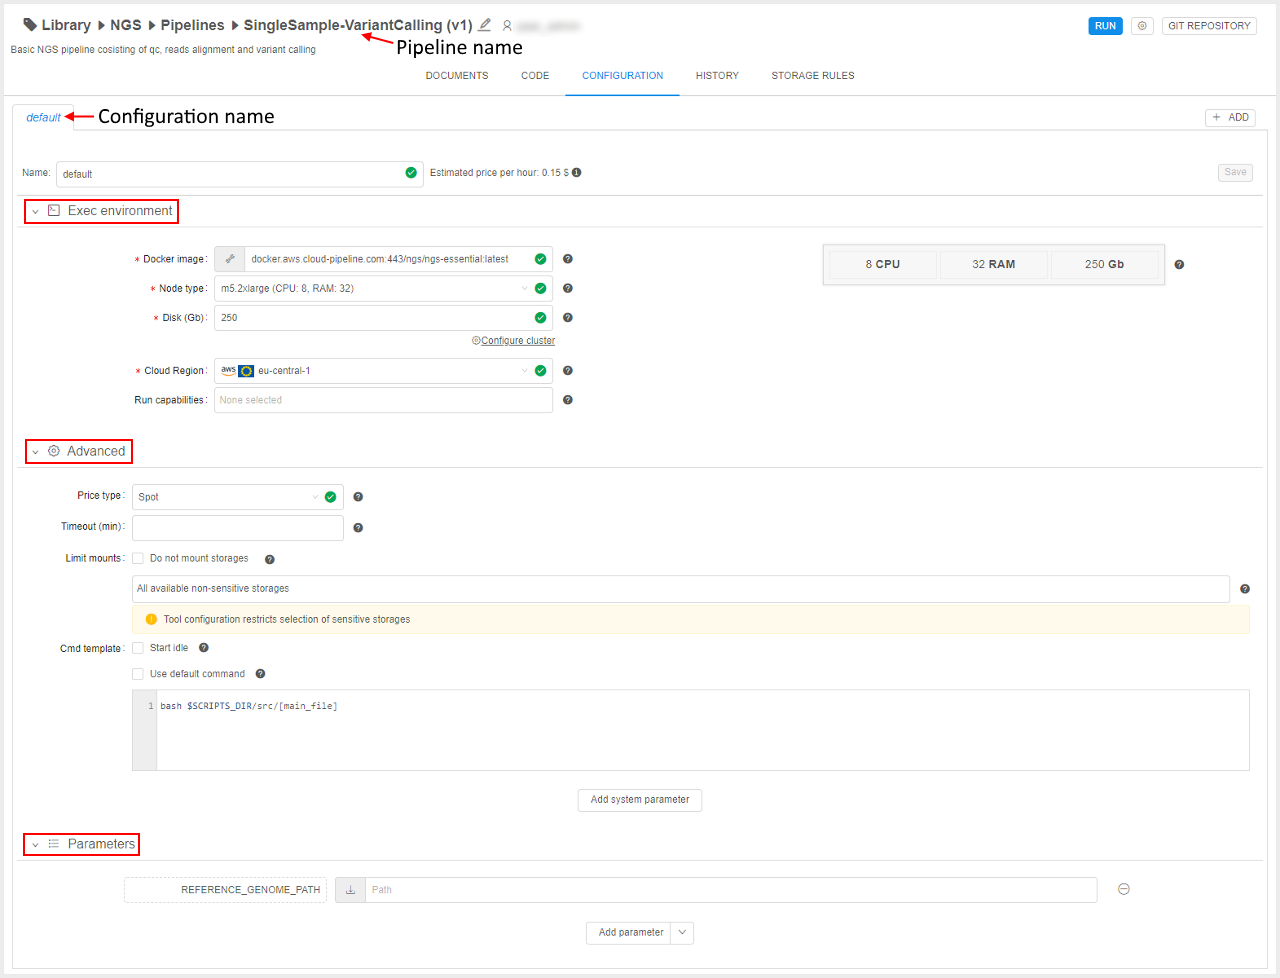 Library NGS Pipelines SingleSample-VariantCalling (v1)
RUN GIT REPOSITORY
Basic NGS pipeline cosisting of qc, reads alignment and variant calling
Pipeline name
DOCUMENTS CODE CONFIGURATION HISTORY STORAGE RULES
default Configuration name
+ ADD
Name: default Estimated price per hour: 0.15 $ Save
Exec environment
* Docker image: docker.aws.cloud-pipeline.com:443/ngs/ngs-essential:latest
8 CPU 32 RAM 250 Gb
* Node type: m5.2xlarge (CPU: 8, RAM: 32)
* Disk (Gb): 250
Configure cluster
* Cloud Region: aws eu-central-1
Run capabilities: None selected
Advanced
Price type: Spot
Timeout (min):
Limit mounts: Do not mount storages
All available non-sensitive storages
Tool configuration restricts selection of sensitive storages
Cmd template: Start idle
Use default command
1 bash $SCRIPTS_DIR/src/[main_file]
Add system parameter
Parameters
REFERENCE_GENOME_PATH Path
Add parameter